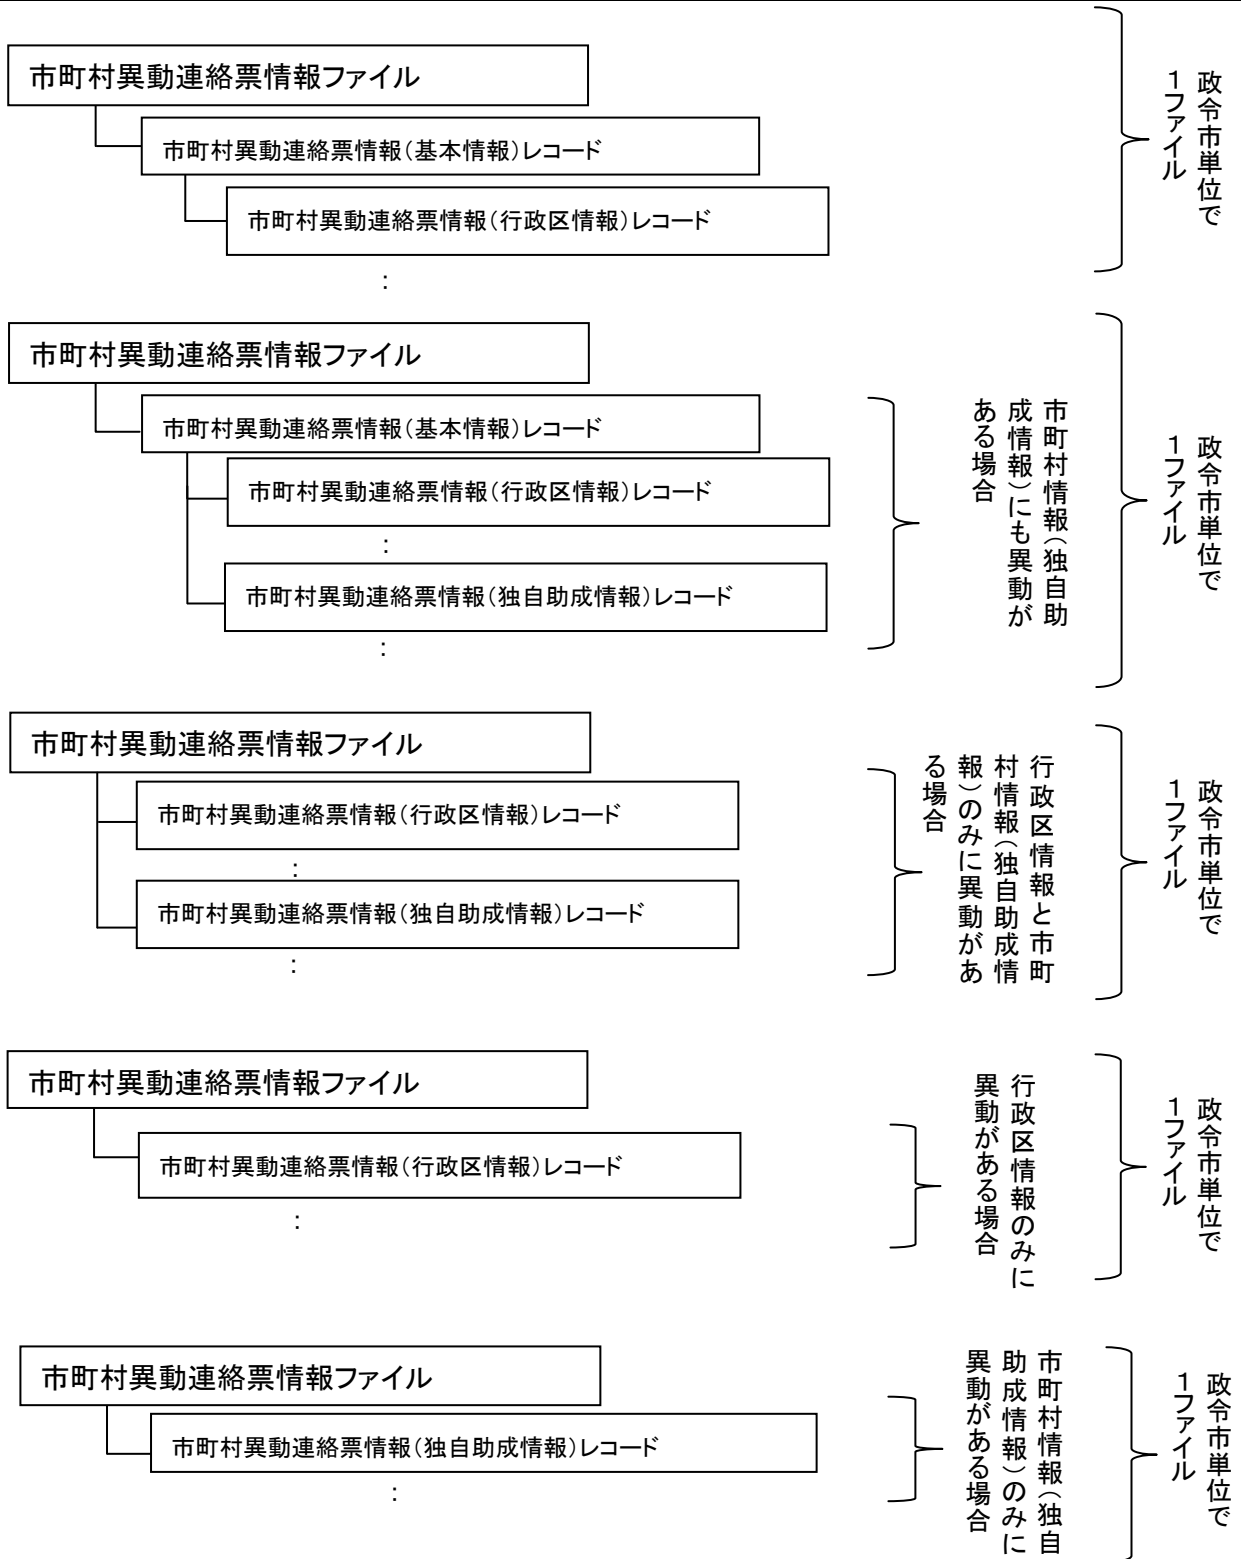 市町村異動連絡票情報ファイル
市町村異動連絡票情報(基本情報)レコード
市町村異動連絡票情報(行政区情報)レコード
:
政令市単位で
1ファイル
市町村異動連絡票情報ファイル
市町村異動連絡票情報(基本情報)レコード
市町村異動連絡票情報(行政区情報)レコード
:
市町村異動連絡票情報(独自助成情報)レコード
:
市町村情報(独自助
成情報)にも異動が
ある場合
政令市単位で
1ファイル
市町村異動連絡票情報ファイル
市町村異動連絡票情報(行政区情報)レコード
:
市町村異動連絡票情報(独自助成情報)レコード
:
行政区情報と市町
村情報(独自助成情
報)のみに異動があ
る場合
政令市単位で
1ファイル
市町村異動連絡票情報ファイル
市町村異動連絡票情報(行政区情報)レコード
:
行政区情報のみに
異動がある場合
政令市単位で
1ファイル
市町村異動連絡票情報ファイル
市町村異動連絡票情報(独自助成情報)レコード
:
市町村情報(独自
助成情報)のみに
異動がある場合
政令市単位で
1ファイル